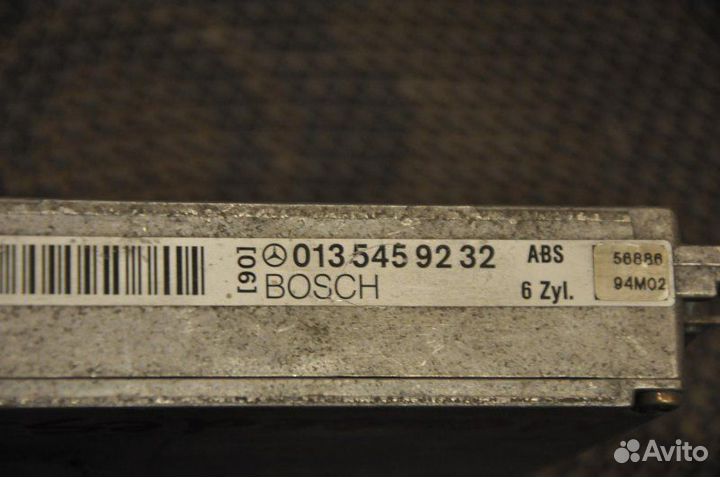 [90]
013 545 92 32
BOSCH
ABS
6 Zyl.
56886
94M02
Avito